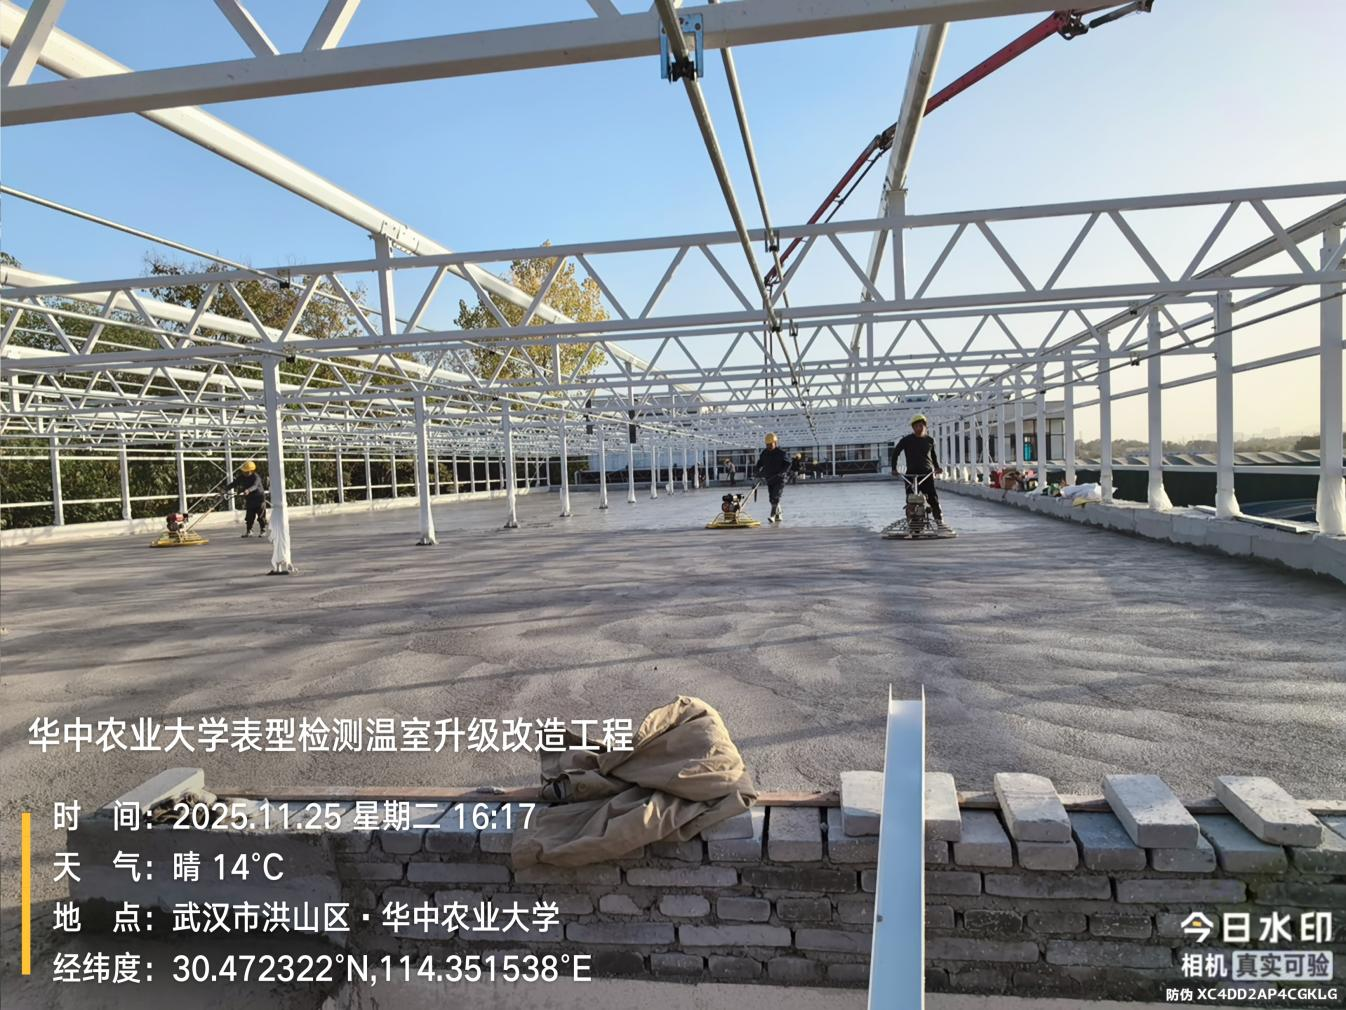 华中农业大学表型检测温室升级改造工程
时　间：2025.11.25 星期二 16:17
天　气：晴 14°C
地　点：武汉市洪山区·华中农业大学
经纬度：30.472322°N,114.351538°E
今日水印
相机 真实可验
防伪 XC4DD2AP4CGKLG